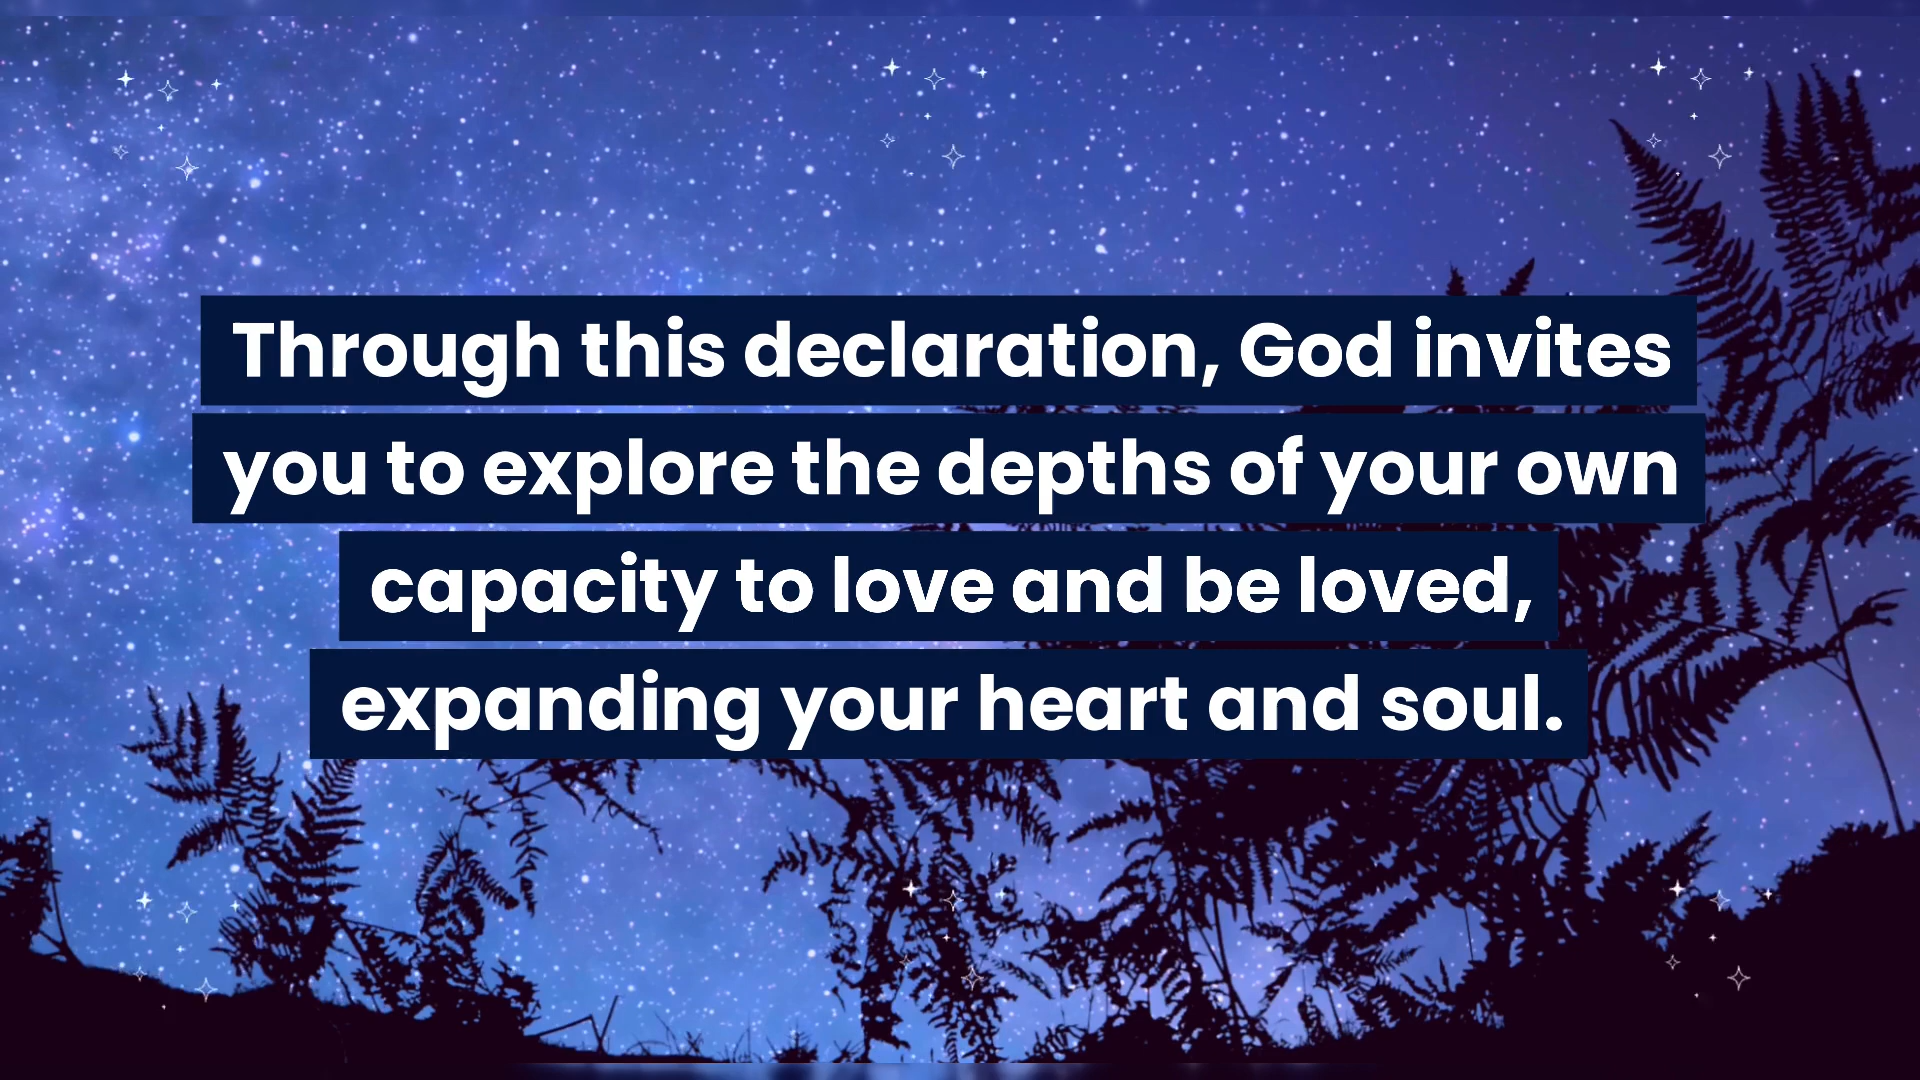 Through this declaration, God invites
you to explore the depths of your own
capacity to love and be loved,
expanding your heart and soul.